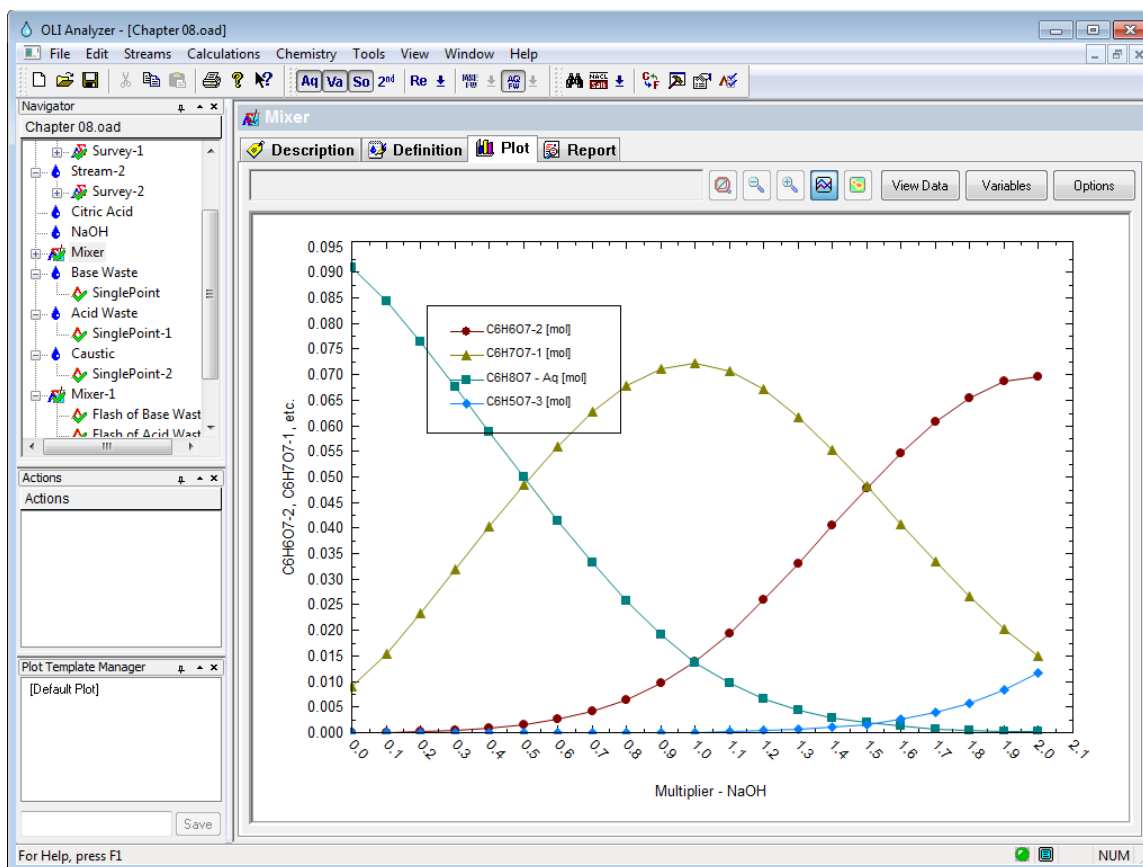 OLI Analyzer - [Chapter 08.oad]
File Edit Streams Calculations Chemistry Tools View Window Help
Aq Va So 2nd Re
Navigator
Chapter 08.oad
Survey-1
Stream-2
Survey-2
Citric Acid
NaOH
Mixer
Base Waste
SinglePoint
Acid Waste
SinglePoint-1
Caustic
SinglePoint-2
Mixer-1
Flash of Base Wast
Flash of Acid Wast
Actions
Actions
Plot Template Manager
[Default Plot]
Save
Mixer
Description Definition Plot Report
View Data Variables Options
0.095
0.090
0.085
0.080
0.075
0.070
0.065
0.060
0.055
0.050
0.045
0.040
0.035
0.030
0.025
0.020
0.015
0.010
0.005
0.000
C6H6O7-2, C6H7O7-1, etc.
C6H6O7-2 [mol]
C6H7O7-1 [mol]
C6H8O7 - Aq [mol]
C6H5O7-3 [mol]
0.0 0.1 0.2 0.3 0.4 0.5 0.6 0.7 0.8 0.9 1.0 1.1 1.2 1.3 1.4 1.5 1.6 1.7 1.8 1.9 2.0 2.1
Multiplier - NaOH
For Help, press F1
NUM